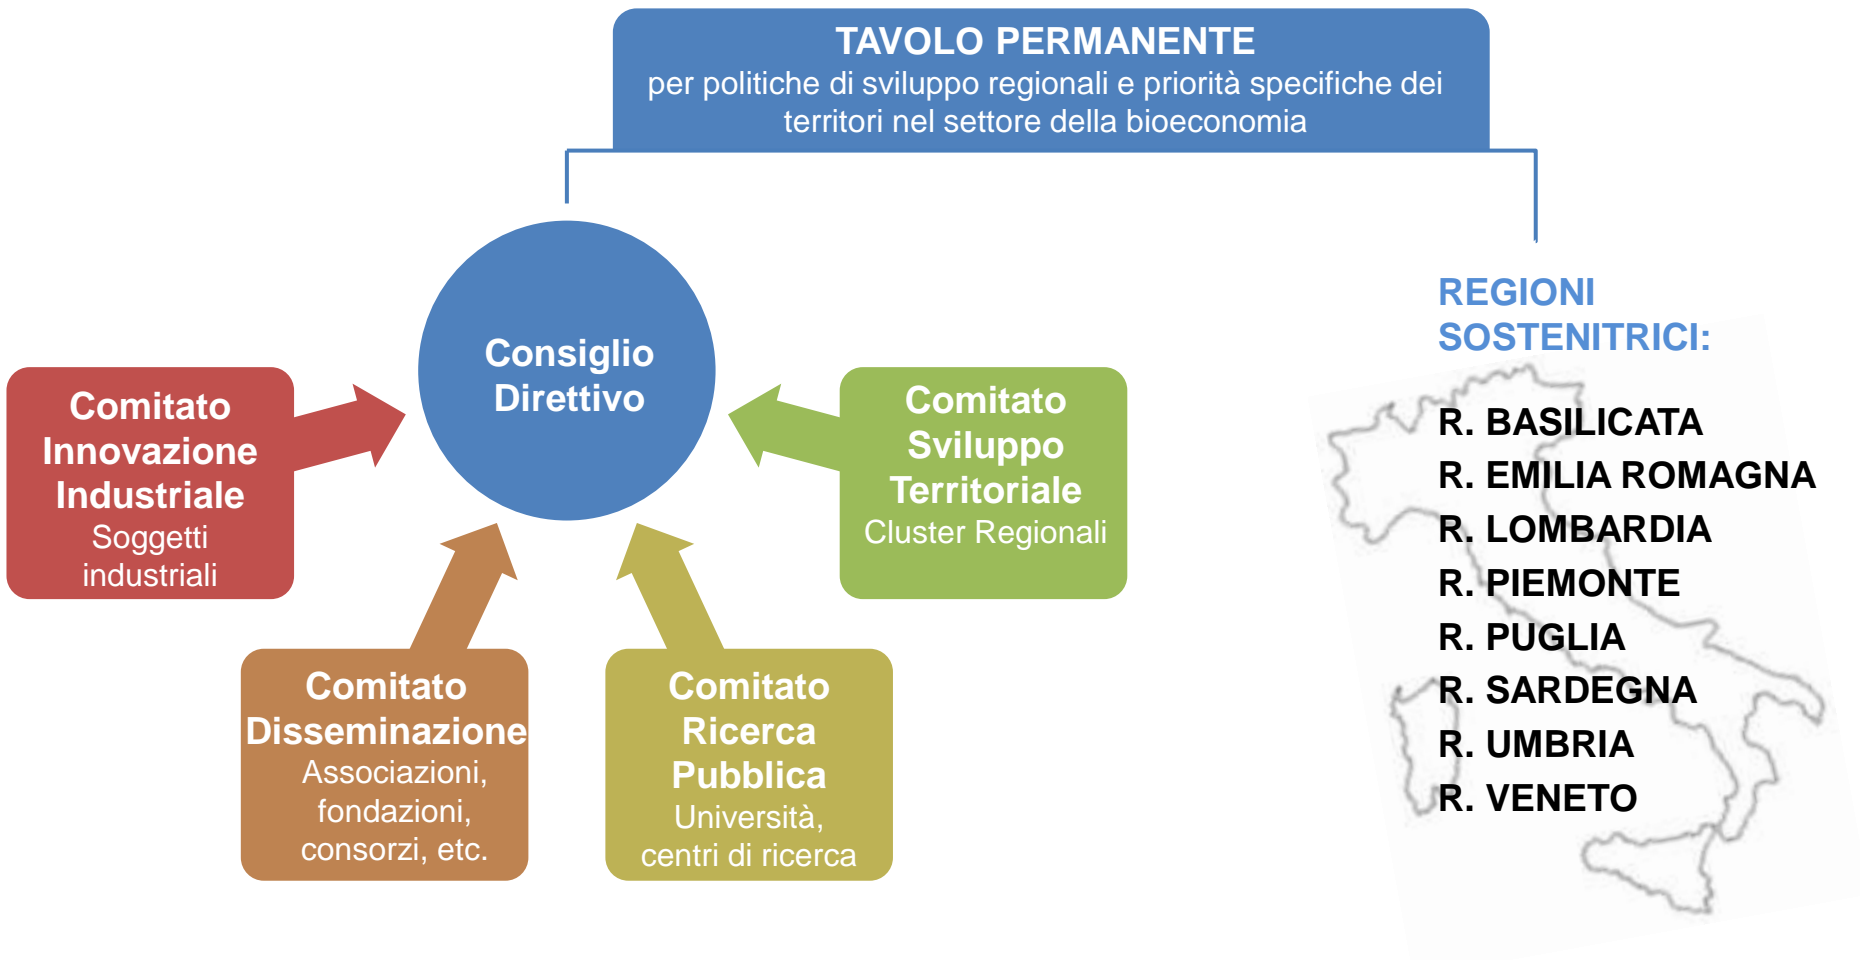 TAVOLO PERMANENTE
per politiche di sviluppo regionali e priorità specifiche dei
territori nel settore della bioeconomia
Consiglio
Direttivo
Comitato
Innovazione
Industriale
Soggetti
industriali
Comitato
Disseminazione
Associazioni,
fondazioni,
consorzi, etc.
Comitato
Ricerca
Pubblica
Università,
centri di ricerca
Comitato
Sviluppo
Territoriale
Cluster Regionali
REGIONI
SOSTENITRICI:
R. BASILICATA
R. EMILIA ROMAGNA
R. LOMBARDIA
R. PIEMONTE
R. PUGLIA
R. SARDEGNA
R. UMBRIA
R. VENETO